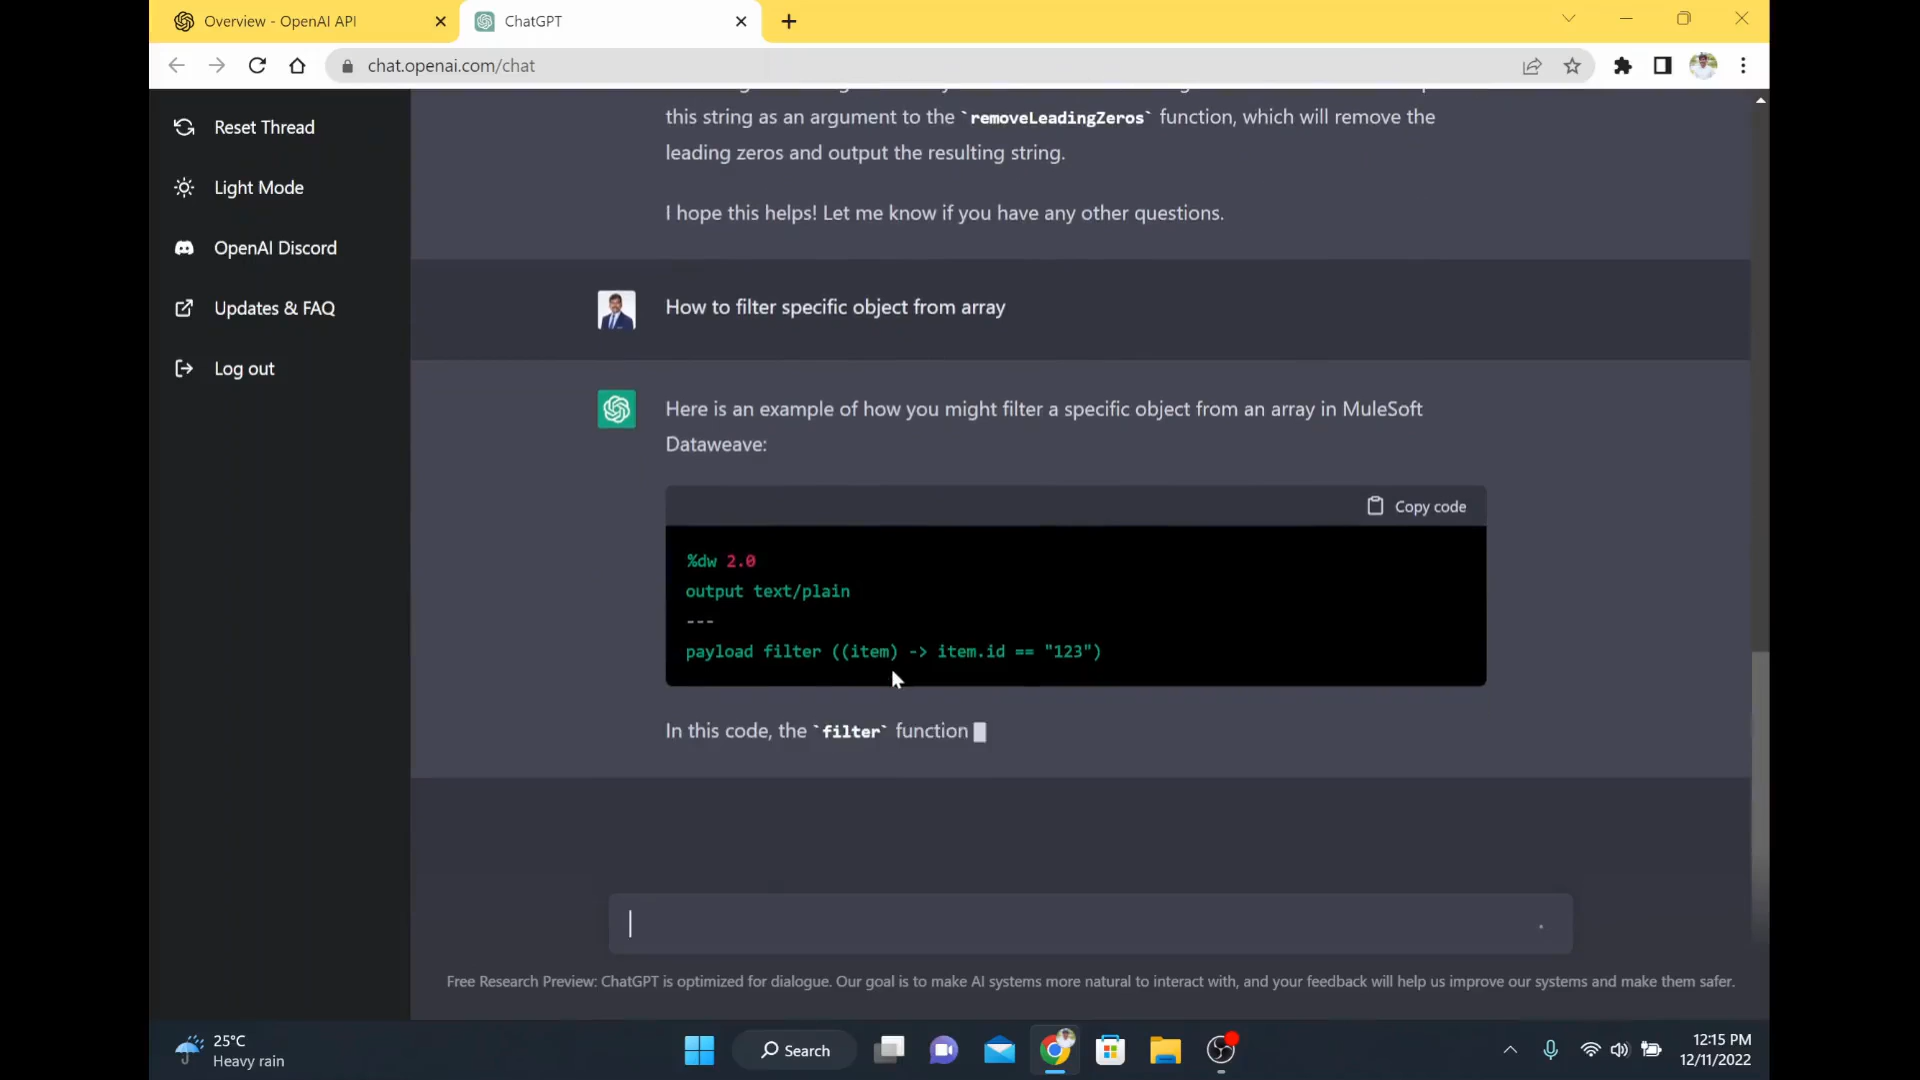 Overview - OpenAI API
ChatGPT
chat.openai.com/chat
Reset Thread
Light Mode
OpenAI Discord
Updates & FAQ
Log out
this string as an argument to the `removeLeadingZeros` function, which will remove the
leading zeros and output the resulting string.
I hope this helps! Let me know if you have any other questions.
How to filter specific object from array
Here is an example of how you might filter a specific object from an array in MuleSoft
Dataweave:
Copy code
%dw 2.0
output text/plain
---
payload filter ((item) -> item.id == "123")
In this code, the `filter` function
Free Research Preview: ChatGPT is optimized for dialogue. Our goal is to make AI systems more natural to interact with, and your feedback will help us improve our systems and make them safer.
25°C
Heavy rain
Search
12:15 PM
12/11/2022